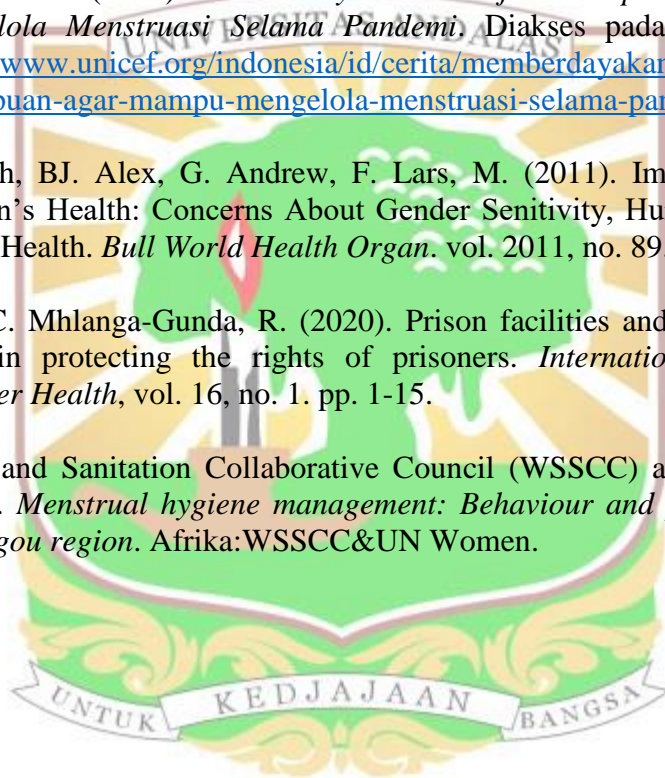 UNIVERSITAS ANDALAS
lola Menstruasi Selama Pandemi. Diakses pada
www.unicef.org/indonesia/id/cerita/memberdayakan
puan-agar-mampu-mengelola-menstruasi-selama-pan
h, BJ. Alex, G. Andrew, F. Lars, M. (2011). Im
n's Health: Concerns About Gender Senitivity, Hu
Health. Bull World Health Organ. vol. 2011, no. 89
C. Mhlanga-Gunda, R. (2020). Prison facilities and
in protecting the rights of prisoners. Internatio
er Health, vol. 16, no. 1. pp. 1-15.
and Sanitation Collaborative Council (WSSCC) a
. Menstrual hygiene management: Behaviour and
gou region. Afrika:WSSCC&UN Women.
UNTUK KEDJAJAAN BANGSA